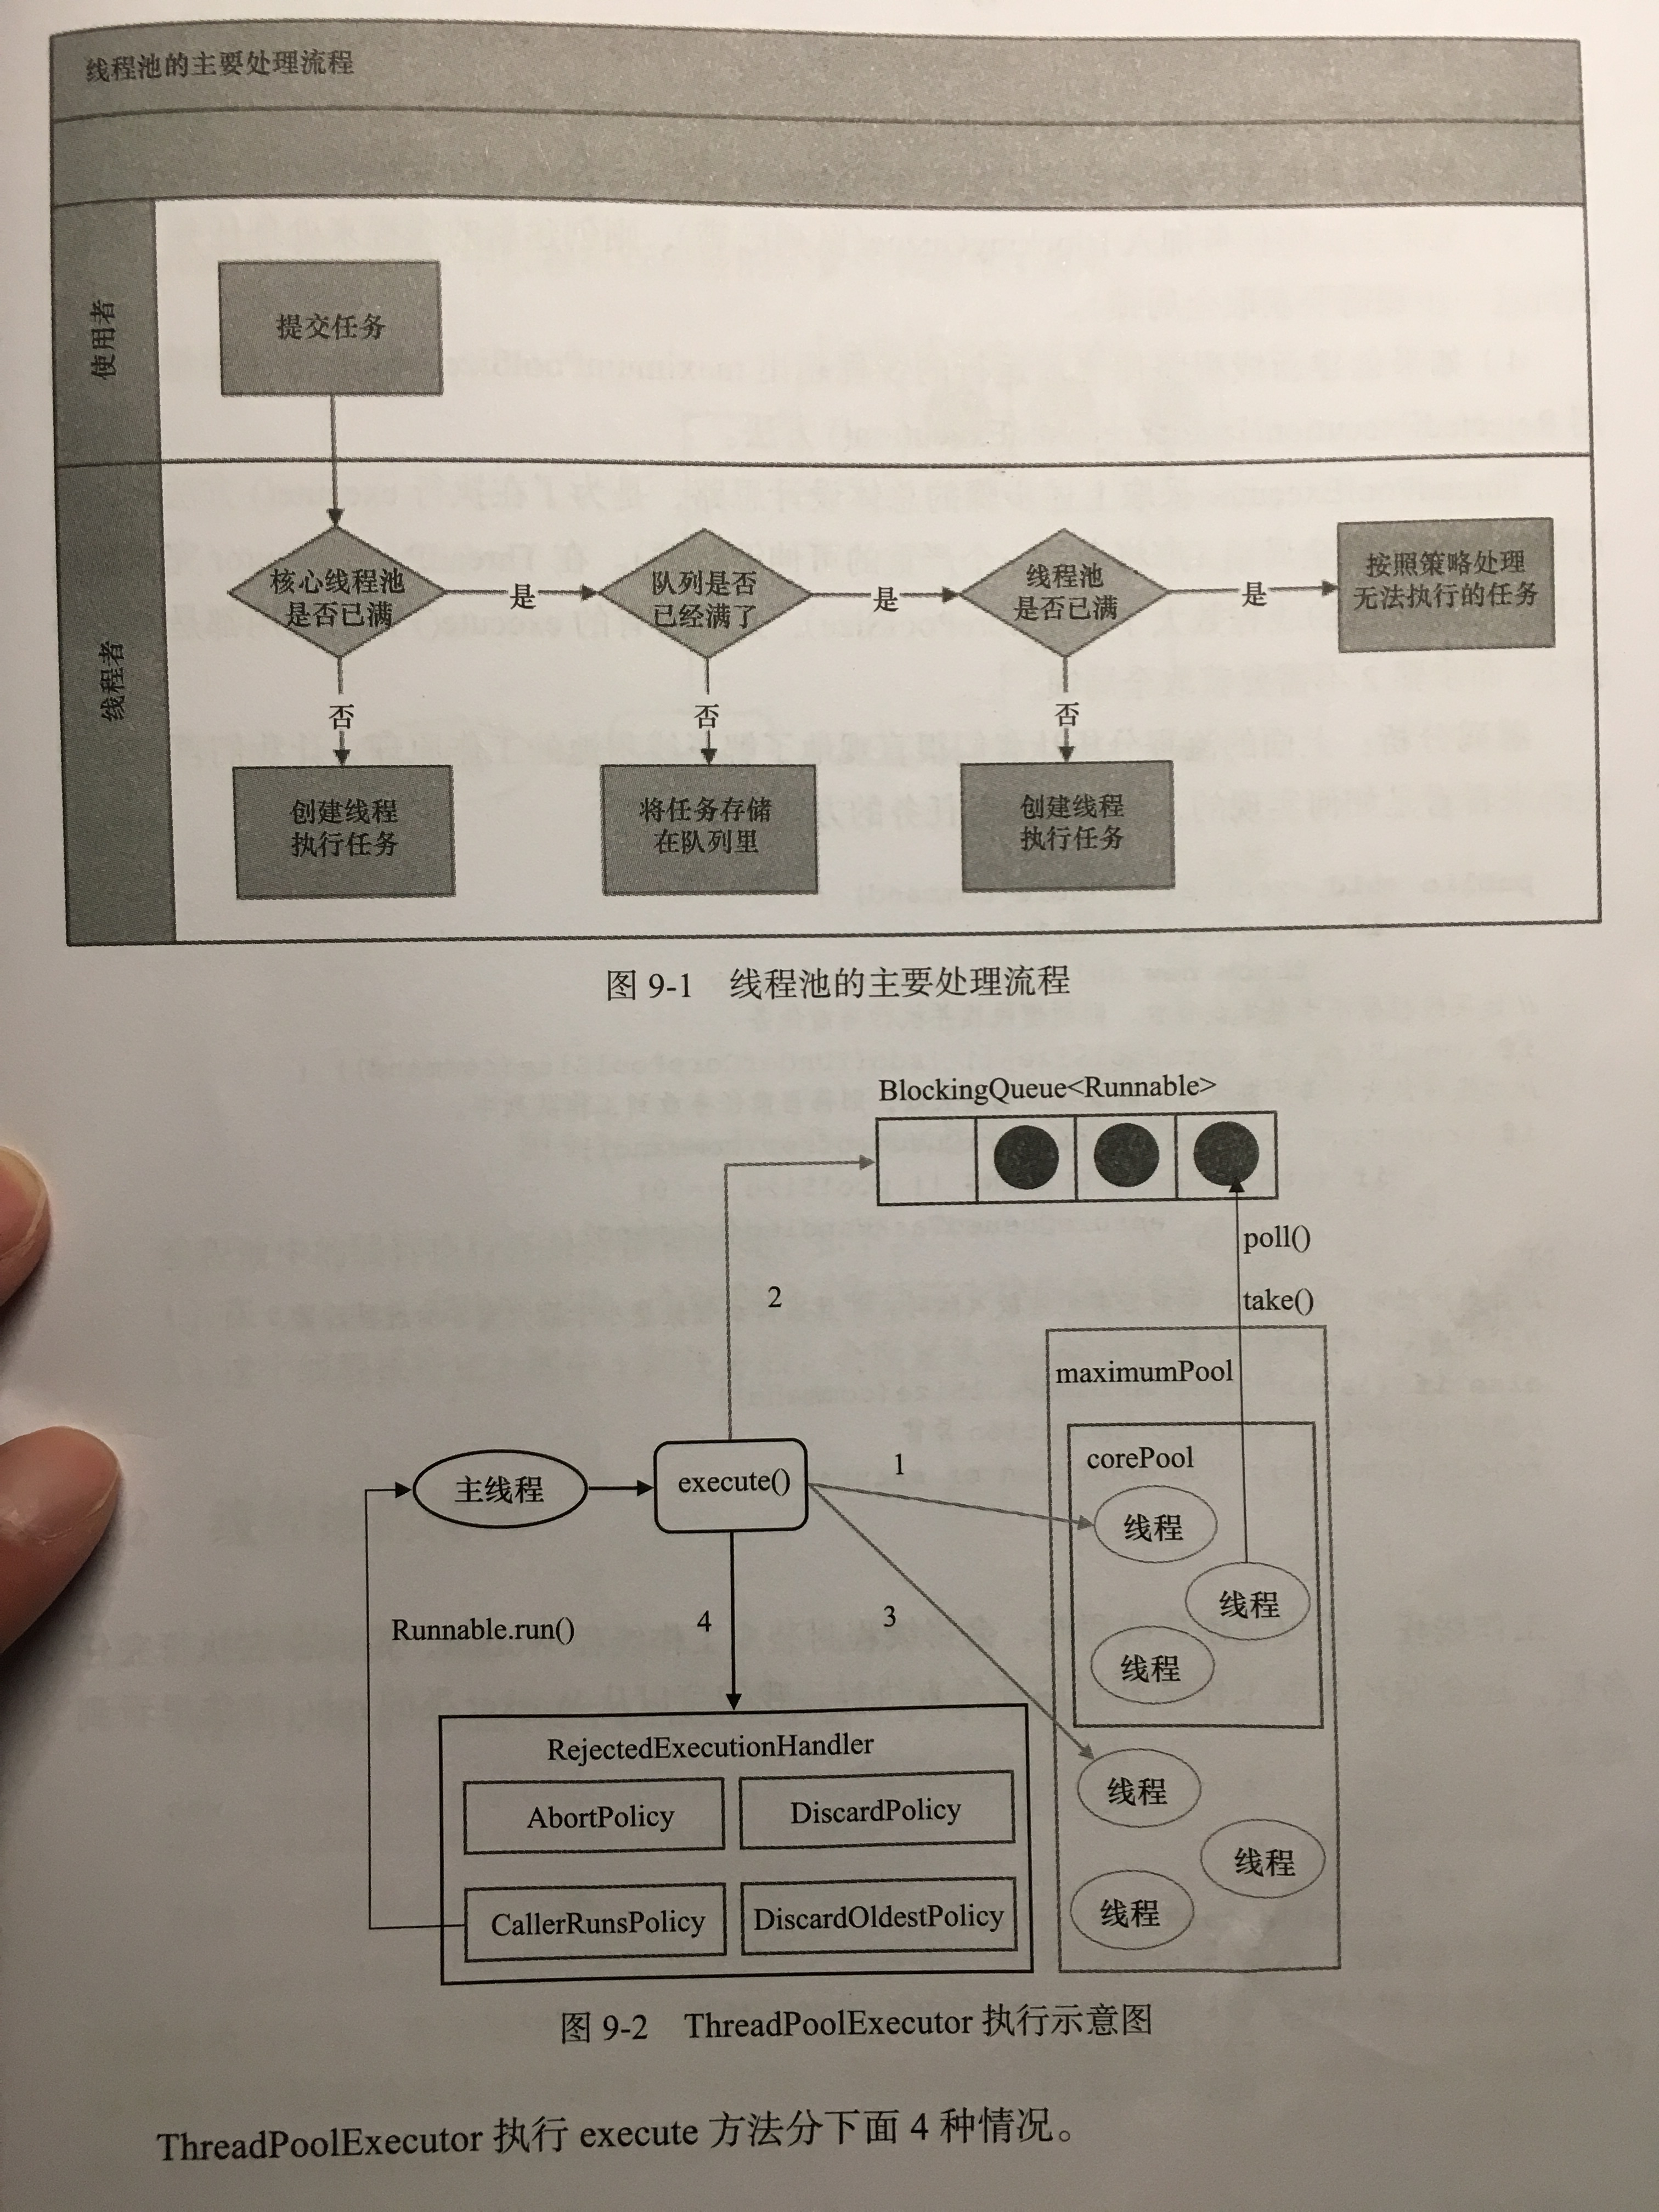 线程池的主要处理流程
使用者
提交任务
线程者
核心线程池
是否已满
是
队列是否
已经满了
是
线程池
是否已满
是
按照策略处理
无法执行的任务
否
否
否
创建线程
执行任务
将任务存储
在队列里
创建线程
执行任务
图 9-1 线程池的主要处理流程
BlockingQueue<Runnable>
poll()
take()
2
maximumPool
corePool
线程
线程
线程
主线程
execute()
1
3
4
Runnable.run()
RejectedExecutionHandler
AbortPolicy
DiscardPolicy
CallerRunsPolicy
DiscardOldestPolicy
线程
线程
线程
图 9-2 ThreadPoolExecutor 执行示意图
ThreadPoolExecutor 执行 execute 方法分下面 4 种情况。